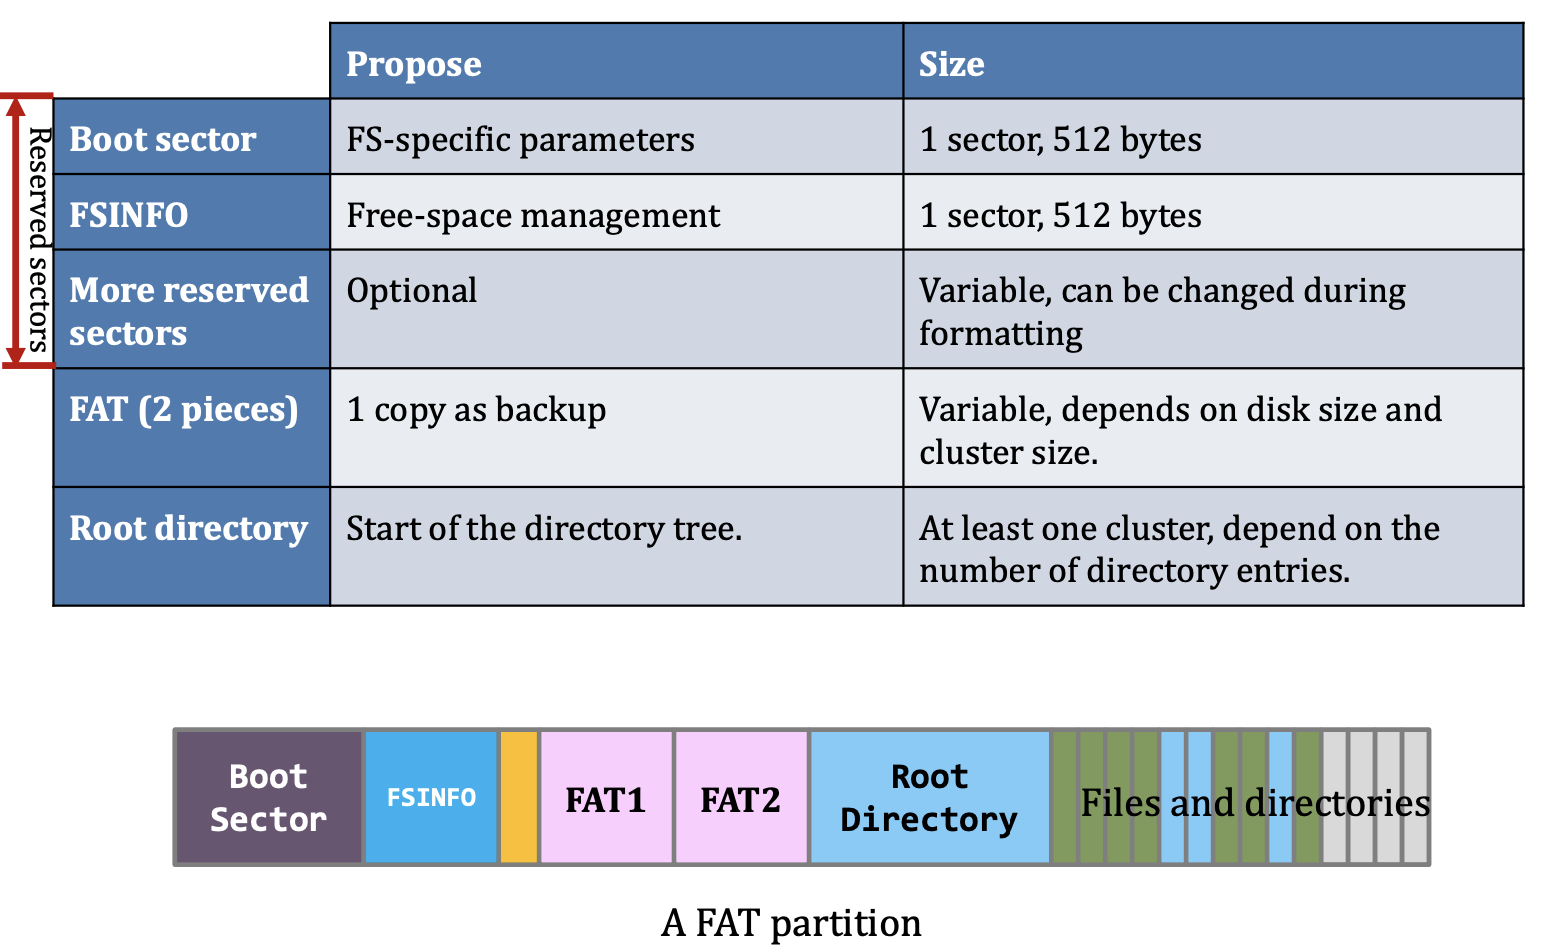 Propose
Size
Reserved sectors
Boot sector
FS-specific parameters
1 sector, 512 bytes
FSINFO
Free-space management
1 sector, 512 bytes
More reserved
sectors
Optional
Variable, can be changed during
formatting
FAT (2 pieces)
1 copy as backup
Variable, depends on disk size and
cluster size.
Root directory
Start of the directory tree.
At least one cluster, depend on the
number of directory entries.
Boot
Sector
FSINFO
FAT1
FAT2
Root
Directory
Files and directories
A FAT partition